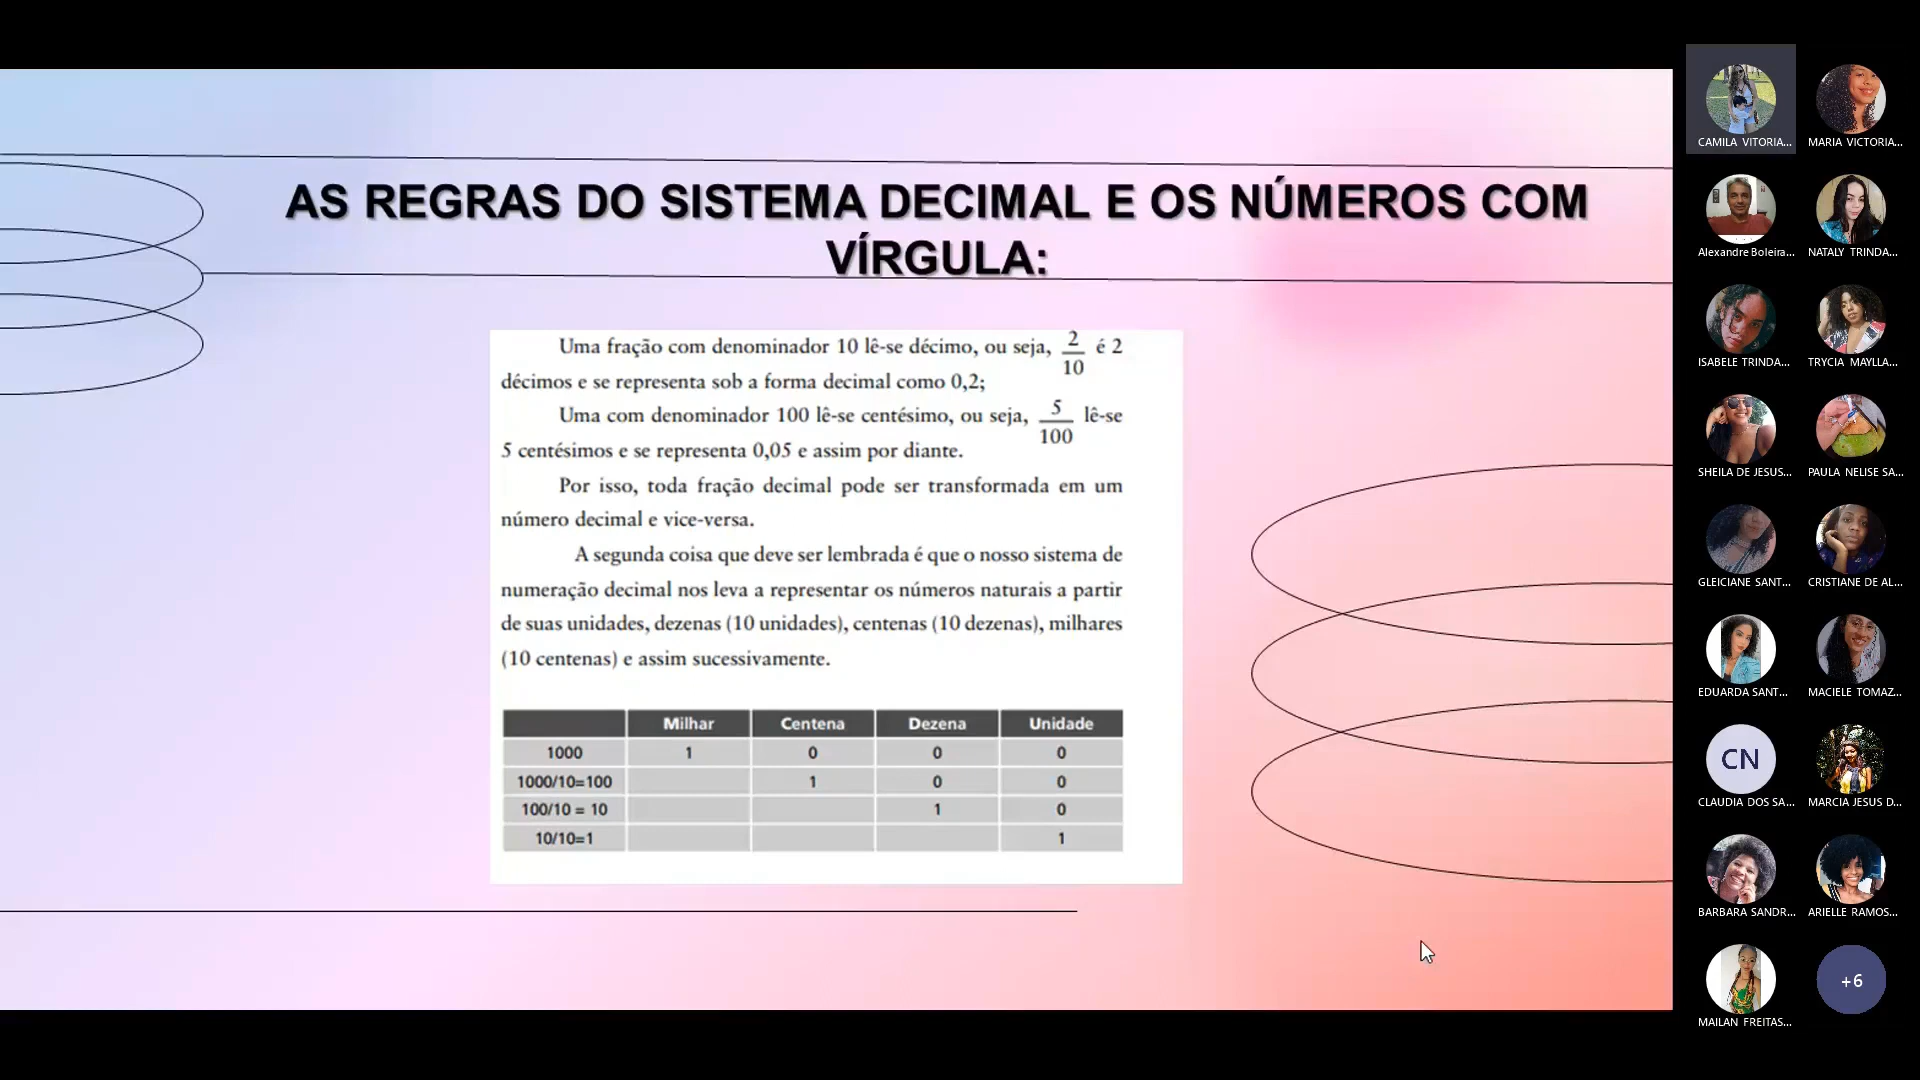 AS REGRAS DO SISTEMA DECIMAL E OS NÚMEROS COM
VÍRGULA:
Uma fração com denominador 10 lê-se décimo, ou seja, 2/10 é 2
décimos e se representa sob a forma decimal como 0,2;
Uma com denominador 100 lê-se centésimo, ou seja, 5/100 lê-se
5 centésimos e se representa 0,05 e assim por diante.
Por isso, toda fração decimal pode ser transformada em um
número decimal e vice-versa.
A segunda coisa que deve ser lembrada é que o nosso sistema de
numeração decimal nos leva a representar os números naturais a partir
de suas unidades, dezenas (10 unidades), centenas (10 dezenas), milhares
(10 centenas) e assim sucessivamente.
Milhar Centena Dezena Unidade
1000 1 0 0 0
1000/10=100 1 0 0
100/10 = 10 1 0
10/10=1 1
CAMILA VITORIA... MARIA VICTORIA...
Alexandre Boleira... NATALY TRINDA...
ISABELE TRINDA... TRYCIA MAYLLA...
SHEILA DE JESUS... PAULA NELISE SA...
GLEICIANE SANT... CRISTIANE DE AL...
EDUARDA SANT... MACIELE TOMAZ...
CN
CLAUDIA DOS SA... MARCIA JESUS D...
BARBARA SANDR... ARIELLE RAMOS...
+6
MAILAN FREITAS...